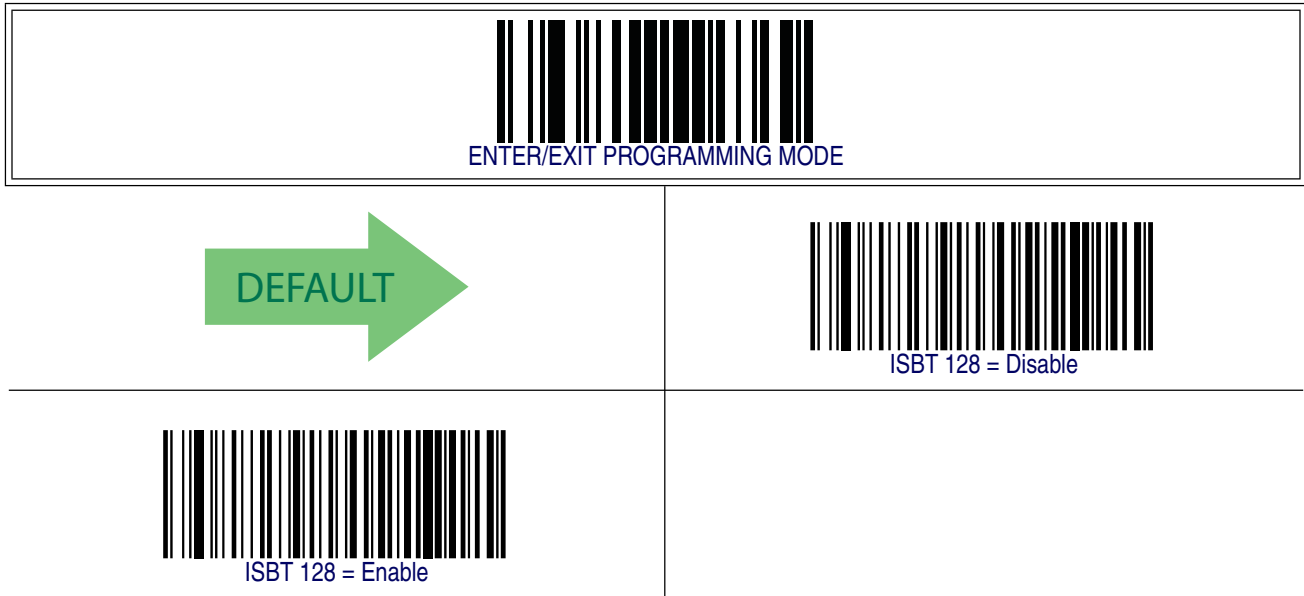 ENTER/EXIT PROGRAMMING MODE
DEFAULT
ISBT 128 = Disable
ISBT 128 = Enable